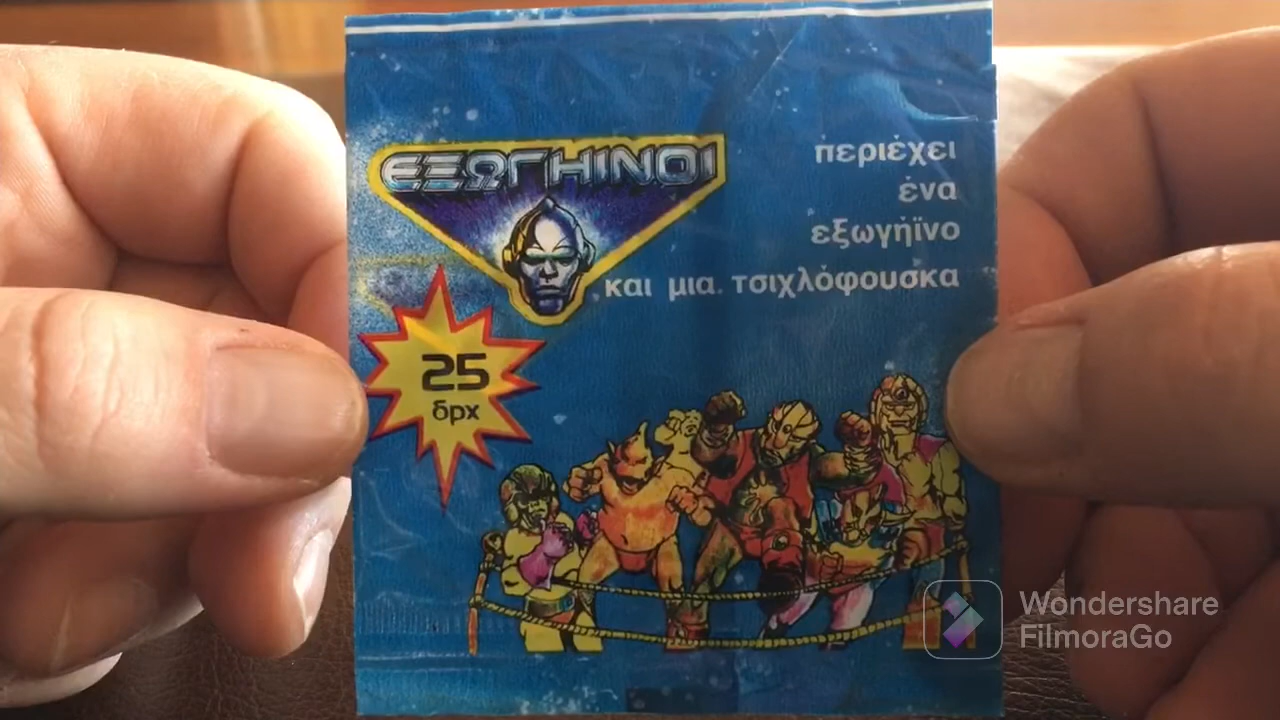 ΕΞΩΓΗΙΝΟΙ
περιέχει
ένα
εξωγήϊνο
και μια τσιχλόφουσκα
25
δρχ
Wondershare
FilmoraGo